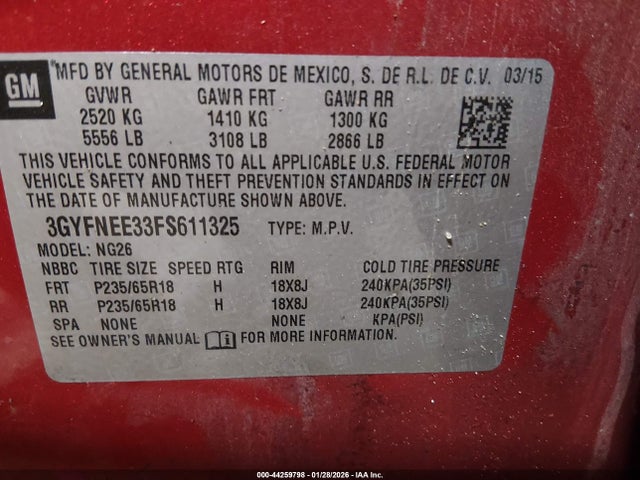 GM
MFD BY GENERAL MOTORS DE MEXICO, S. DE R.L. DE C.V. 03/15
GVWR GAWR FRT GAWR RR
2520 KG 1410 KG 1300 KG
5556 LB 3108 LB 2866 LB
THIS VEHICLE CONFORMS TO ALL APPLICABLE U.S. FEDERAL MOTOR
VEHICLE SAFETY AND THEFT PREVENTION STANDARDS IN EFFECT ON
THE DATE OF MANUFACTURE SHOWN ABOVE.
3GYFNEE33FS611325 TYPE: M.P.V.
MODEL: NG26
NBBC TIRE SIZE SPEED RTG RIM COLD TIRE PRESSURE
FRT P235/65R18 H 18X8J 240KPA(35PSI)
RR P235/65R18 H 18X8J 240KPA(35PSI)
SPA NONE NONE KPA(PSI)
SEE OWNER'S MANUAL FOR MORE INFORMATION.
000-44259798 - 01/28/2026 - IAA Inc.